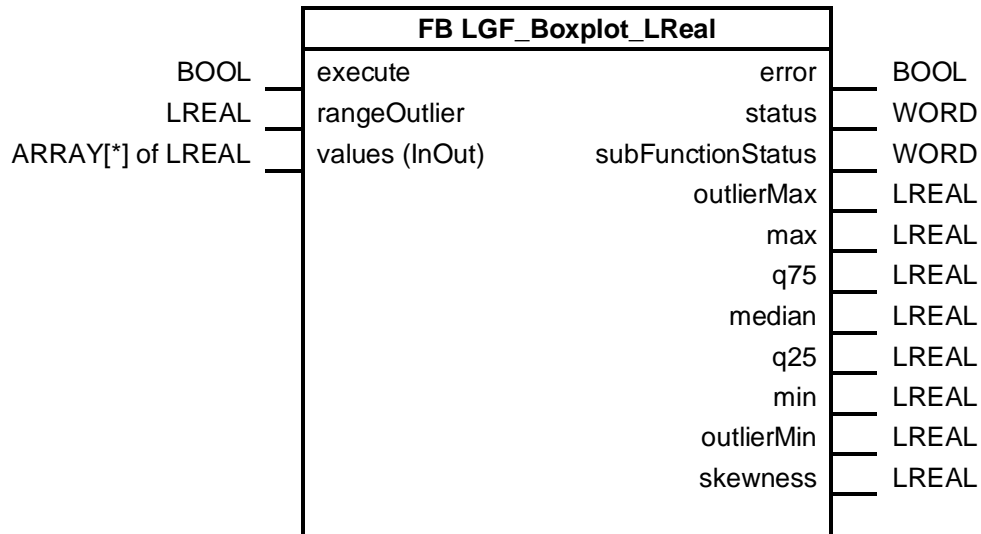 FB LGF_Boxplot_LReal
BOOL execute error BOOL
LREAL rangeOutlier status WORD
ARRAY[*] of LREAL values (InOut) subFunctionStatus WORD
outlierMax LREAL
max LREAL
q75 LREAL
median LREAL
q25 LREAL
min LREAL
outlierMin LREAL
skewness LREAL